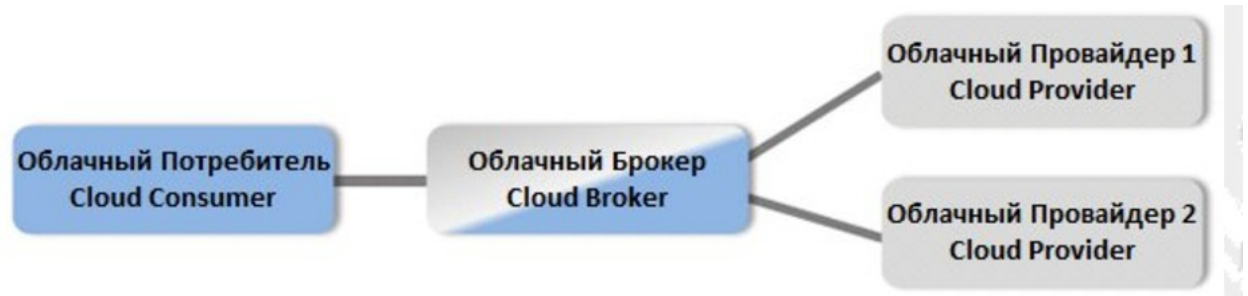 Облачный Потребитель
Cloud Consumer
Облачный Брокер
Cloud Broker
Облачный Провайдер 1
Cloud Provider
Облачный Провайдер 2
Cloud Provider